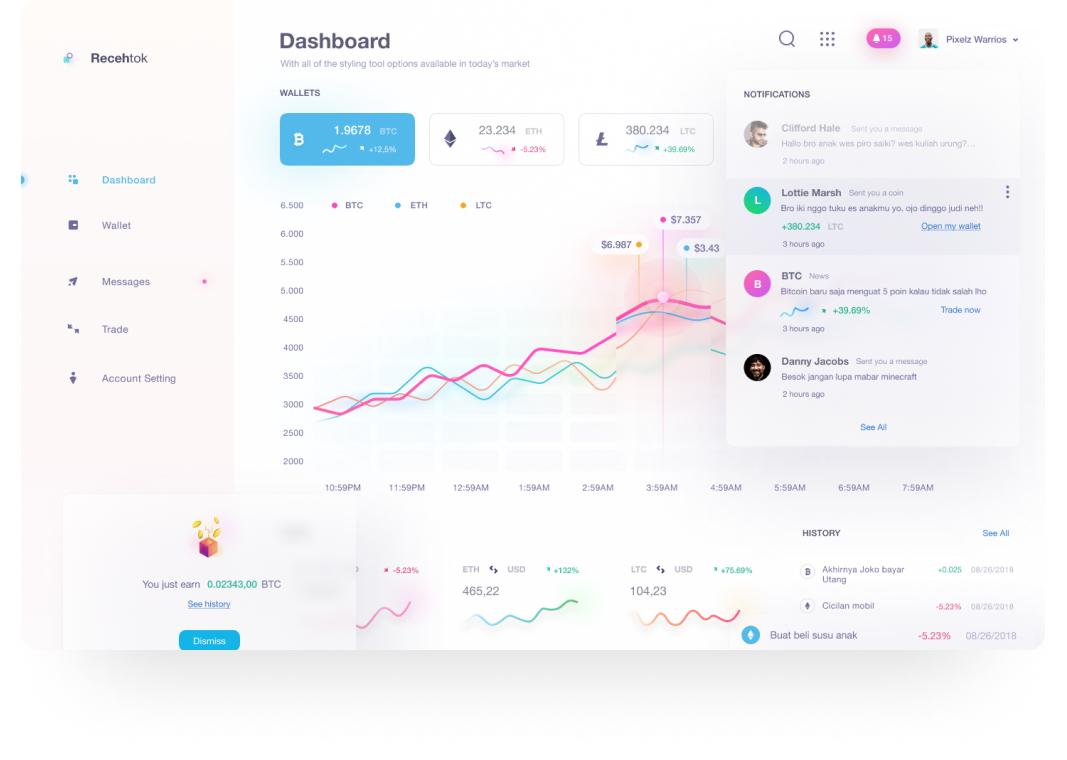 Recehtok
Dashboard
Wallet
Messages
Trade
Account Setting
Dashboard
With all of the styling tool options available in today's market
15
Pixelz Warrios
WALLETS
1.9678 BTC
+12,5%
23.234 ETH
-5.23%
380.234 LTC
+39.69%
6.500
6.000
5.500
5.000
4500
4000
3500
3000
2500
2000
BTC
ETH
LTC
$6.987
$7.357
$3.43
10:59PM
11:59PM
12:59AM
1:59AM
2:59AM
3:59AM
4:59AM
5:59AM
6:59AM
7:59AM
NOTIFICATIONS
Clifford Hale Sent you a message
Hallo bro anak wes piro saiki? wes kuliah urung?...
2 hours ago
L
Lottie Marsh Sent you a coin
Bro iki nggo tuku es anakmu yo, ojo dinggo judi neh!!
+380.234 LTC Open my wallet
3 hours ago
B
BTC News
Bitcoin baru saja menguat 5 poin kalau tidak salah lho
+39.69% Trade now
3 hours ago
Danny Jacobs Sent you a message
Besok jangan lupa mabar minecraft
2 hours ago
See All
You just earn 0.02343,00 BTC
See history
Dismiss
-5.23%
ETH USD +132%
465,22
LTC USD +75.69%
104,23
HISTORY See All
Akhirnya Joko bayar
Utang
+0.025 08/26/2018
Cicilan mobil -5.23% 08/26/2018
Buat beli susu anak -5.23% 08/26/2018